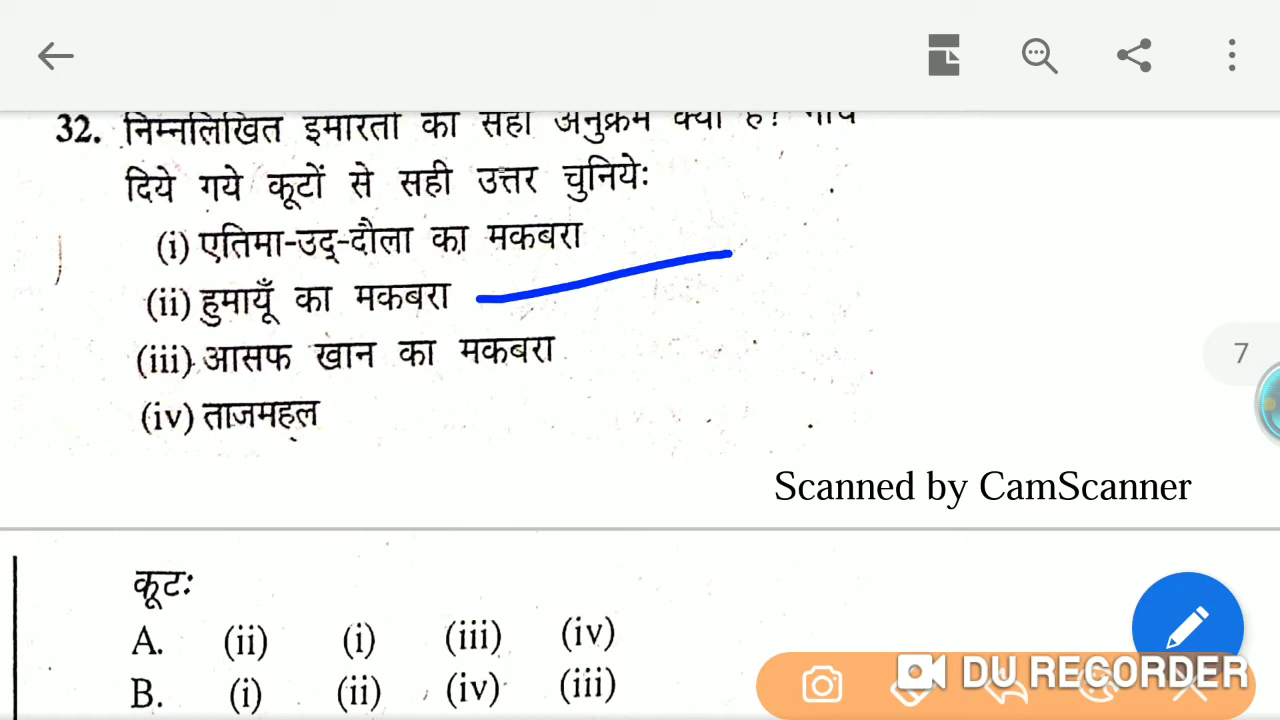 32. निम्नलिखित इमारतों का सही अनुक्रम क्या है? नीचे
दिये गये कूटों से सही उत्तर चुनियेः
(i) एतिमा-उद्-दौला का मकबरा
(ii) हुमायूँ का मकबरा
(iii) आसफ खान का मकबरा
7
(iv) ताजमहल
Scanned by CamScanner
कूटः
A. (ii) (i) (iii) (iv)
B. (i) (ii) (iv) (iii)
DU RECORDER